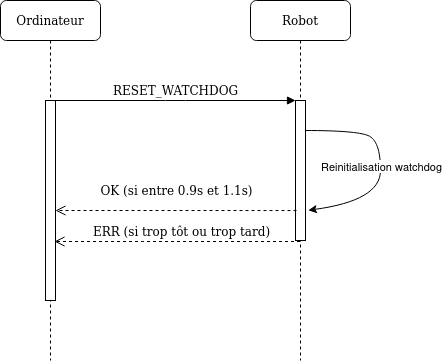 Ordinateur
Robot
RESET_WATCHDOG
Reinitialisation watchdog
OK (si entre 0.9s et 1.1s)
ERR (si trop tôt ou trop tard)